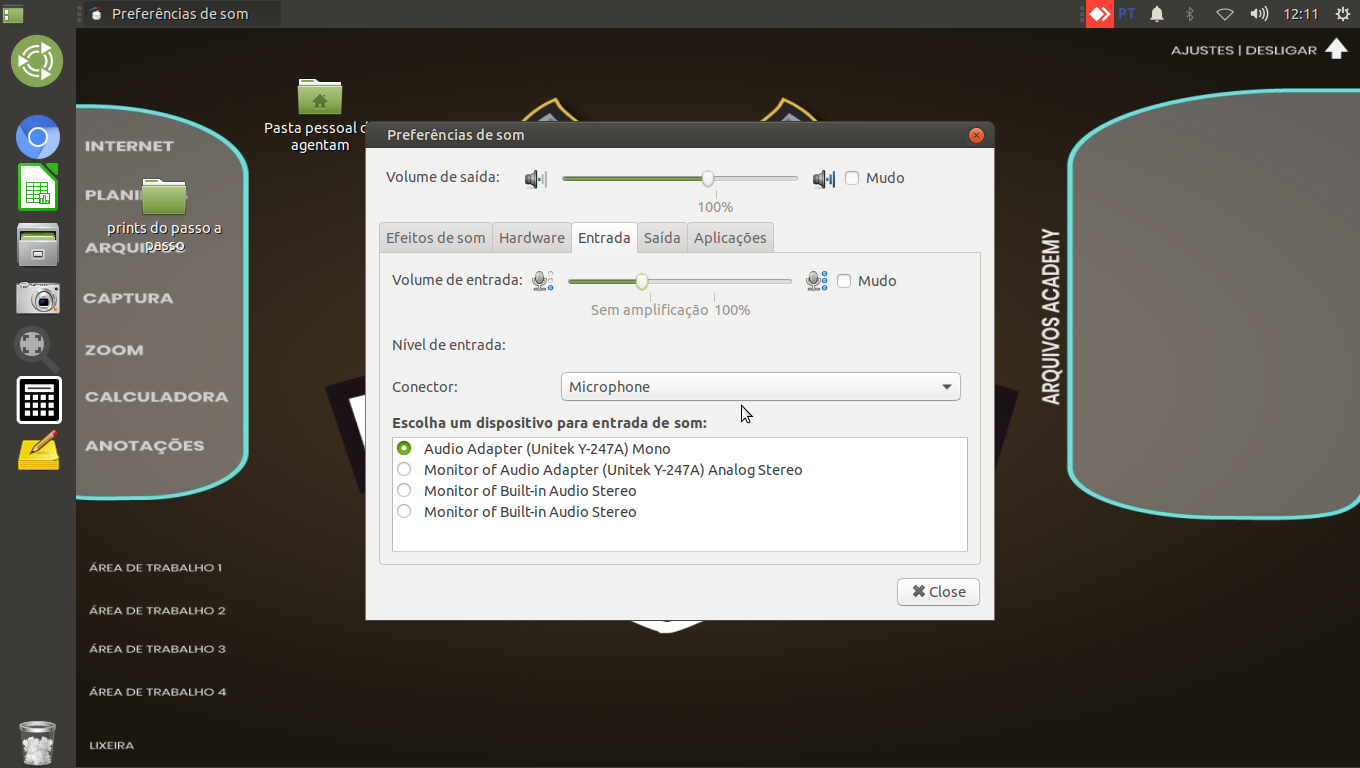 Preferências de som
PT
12:11
AJUSTES | DESLIGAR
Pasta pessoal d
agentam
INTERNET
prints do passo a
passo
CAPTURA
ZOOM
CALCULADORA
ANOTAÇÕES
ÁREA DE TRABALHO 1
ÁREA DE TRABALHO 2
ÁREA DE TRABALHO 3
ÁREA DE TRABALHO 4
LIXEIRA
Preferências de som
Volume de saída:
Mudo
100%
Efeitos de som
Hardware
Entrada
Saída
Aplicações
Volume de entrada:
Mudo
Sem amplificação 100%
Nível de entrada:
Conector:
Microphone
Escolha um dispositivo para entrada de som:
Audio Adapter (Unitek Y-247A) Mono
Monitor of Audio Adapter (Unitek Y-247A) Analog Stereo
Monitor of Built-in Audio Stereo
Monitor of Built-in Audio Stereo
Close
ARQUIVOS ACADEMY